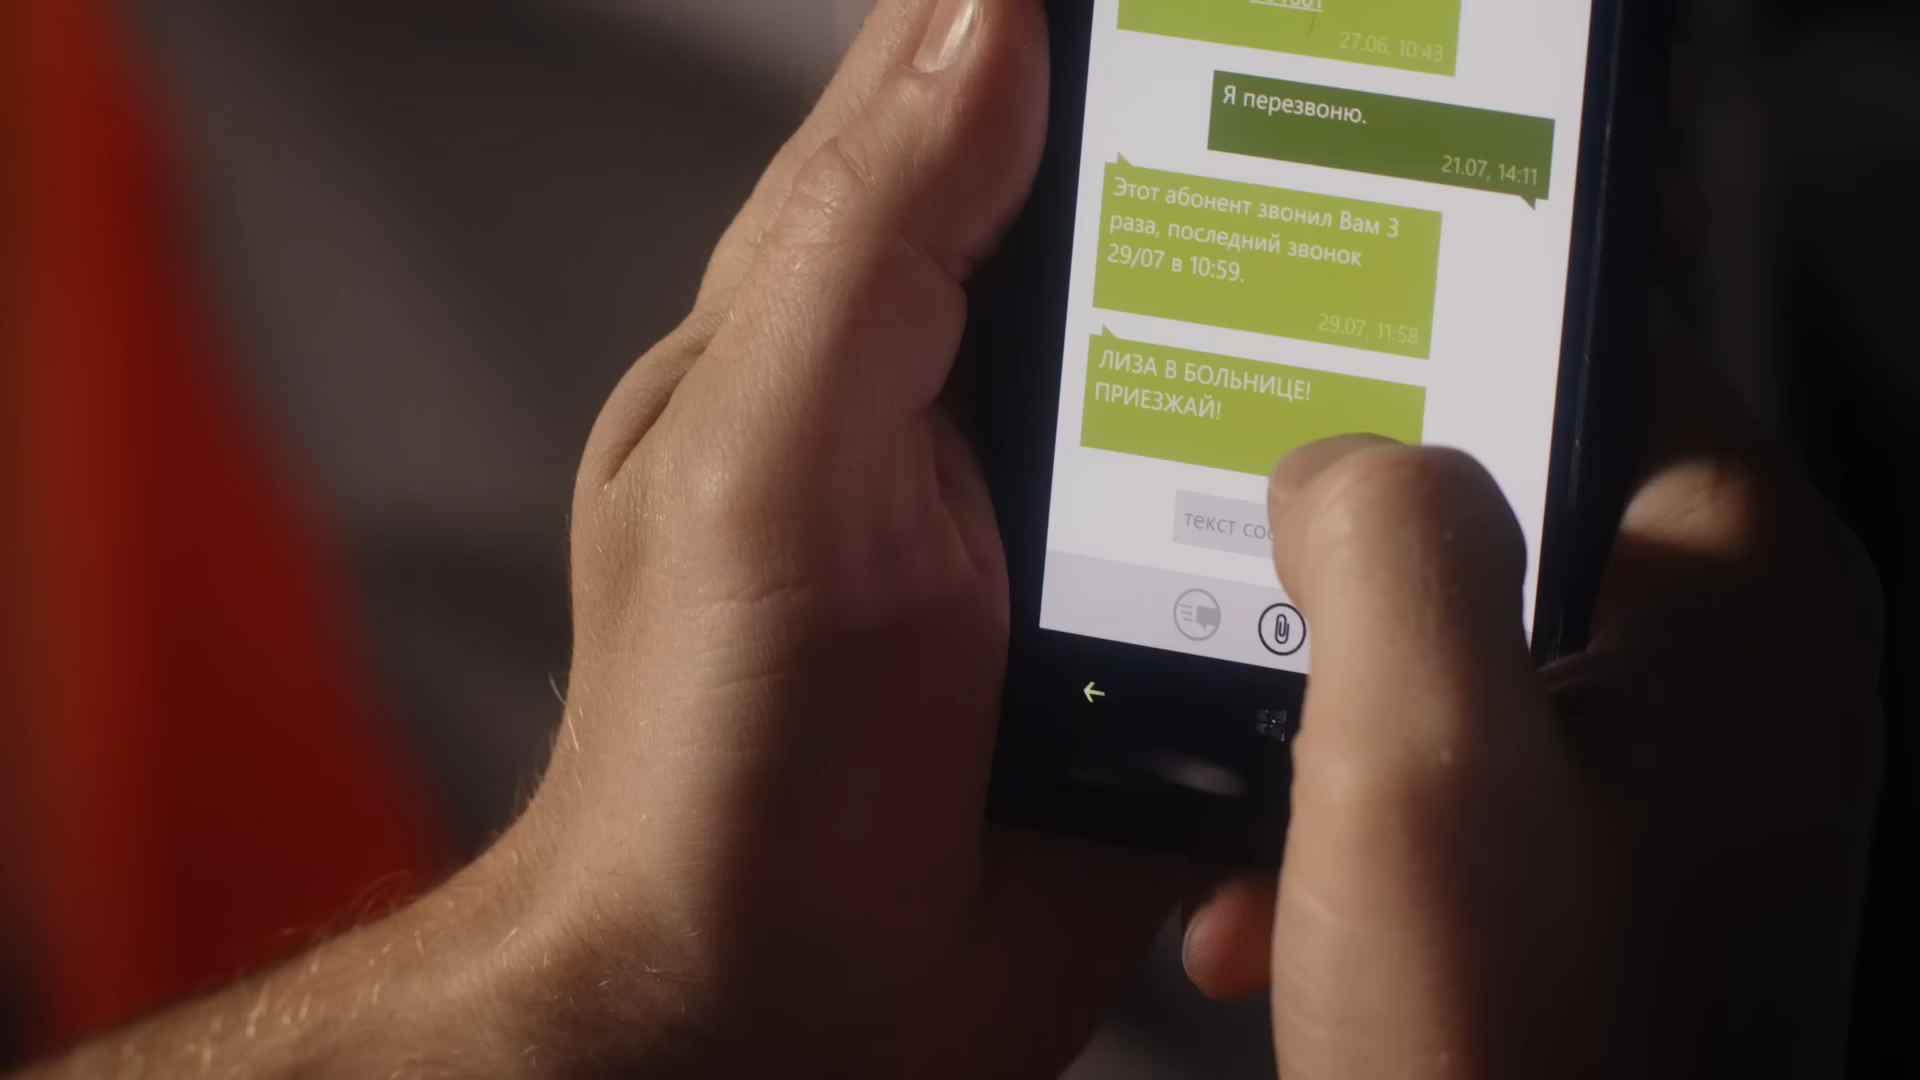 27.06, 10:43
Я перезвоню.
21.07, 14:11
Этот абонент звонил Вам 3
раза, последний звонок
29/07 в 10:59.
29.07, 11:58
ЛИЗА В БОЛЬНИЦЕ!
ПРИЕЗЖАЙ!
текст